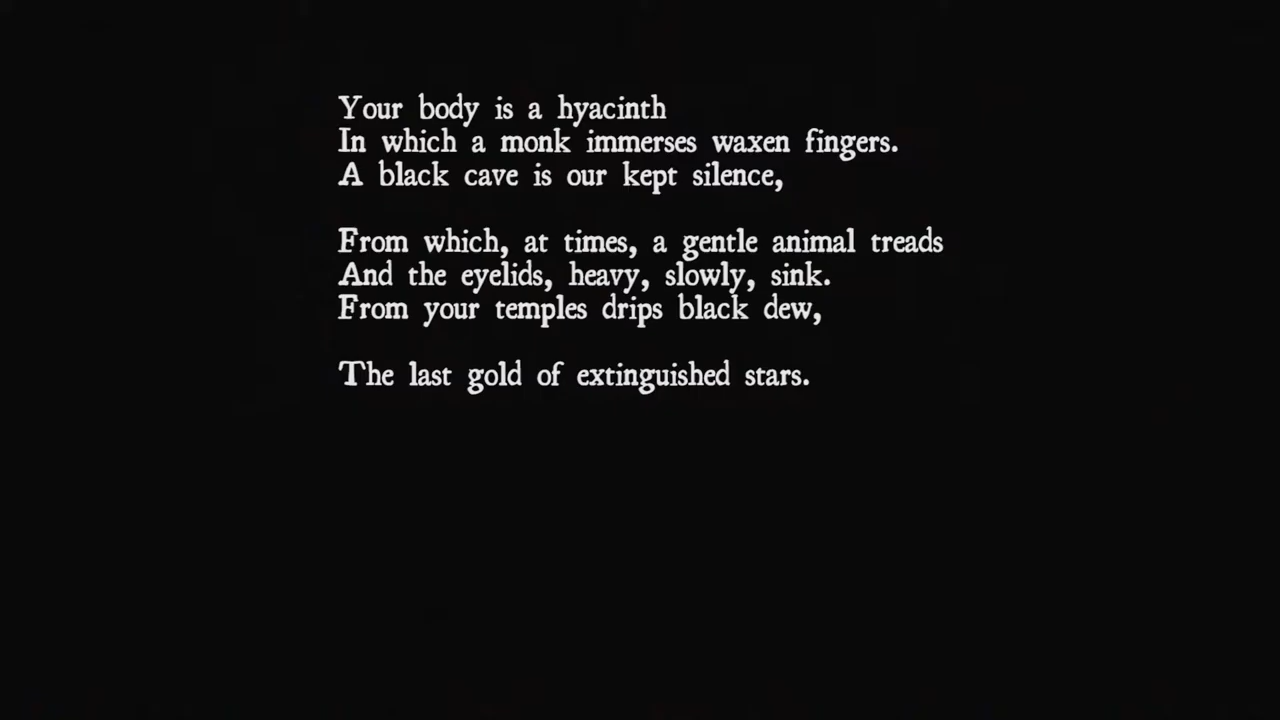 Your body is a hyacinth
In which a monk immerses waxen fingers.
A black cave is our kept silence,
From which, at times, a gentle animal treads
And the eyelids, heavy, slowly, sink.
From your temples drips black dew,
The last gold of extinguished stars.